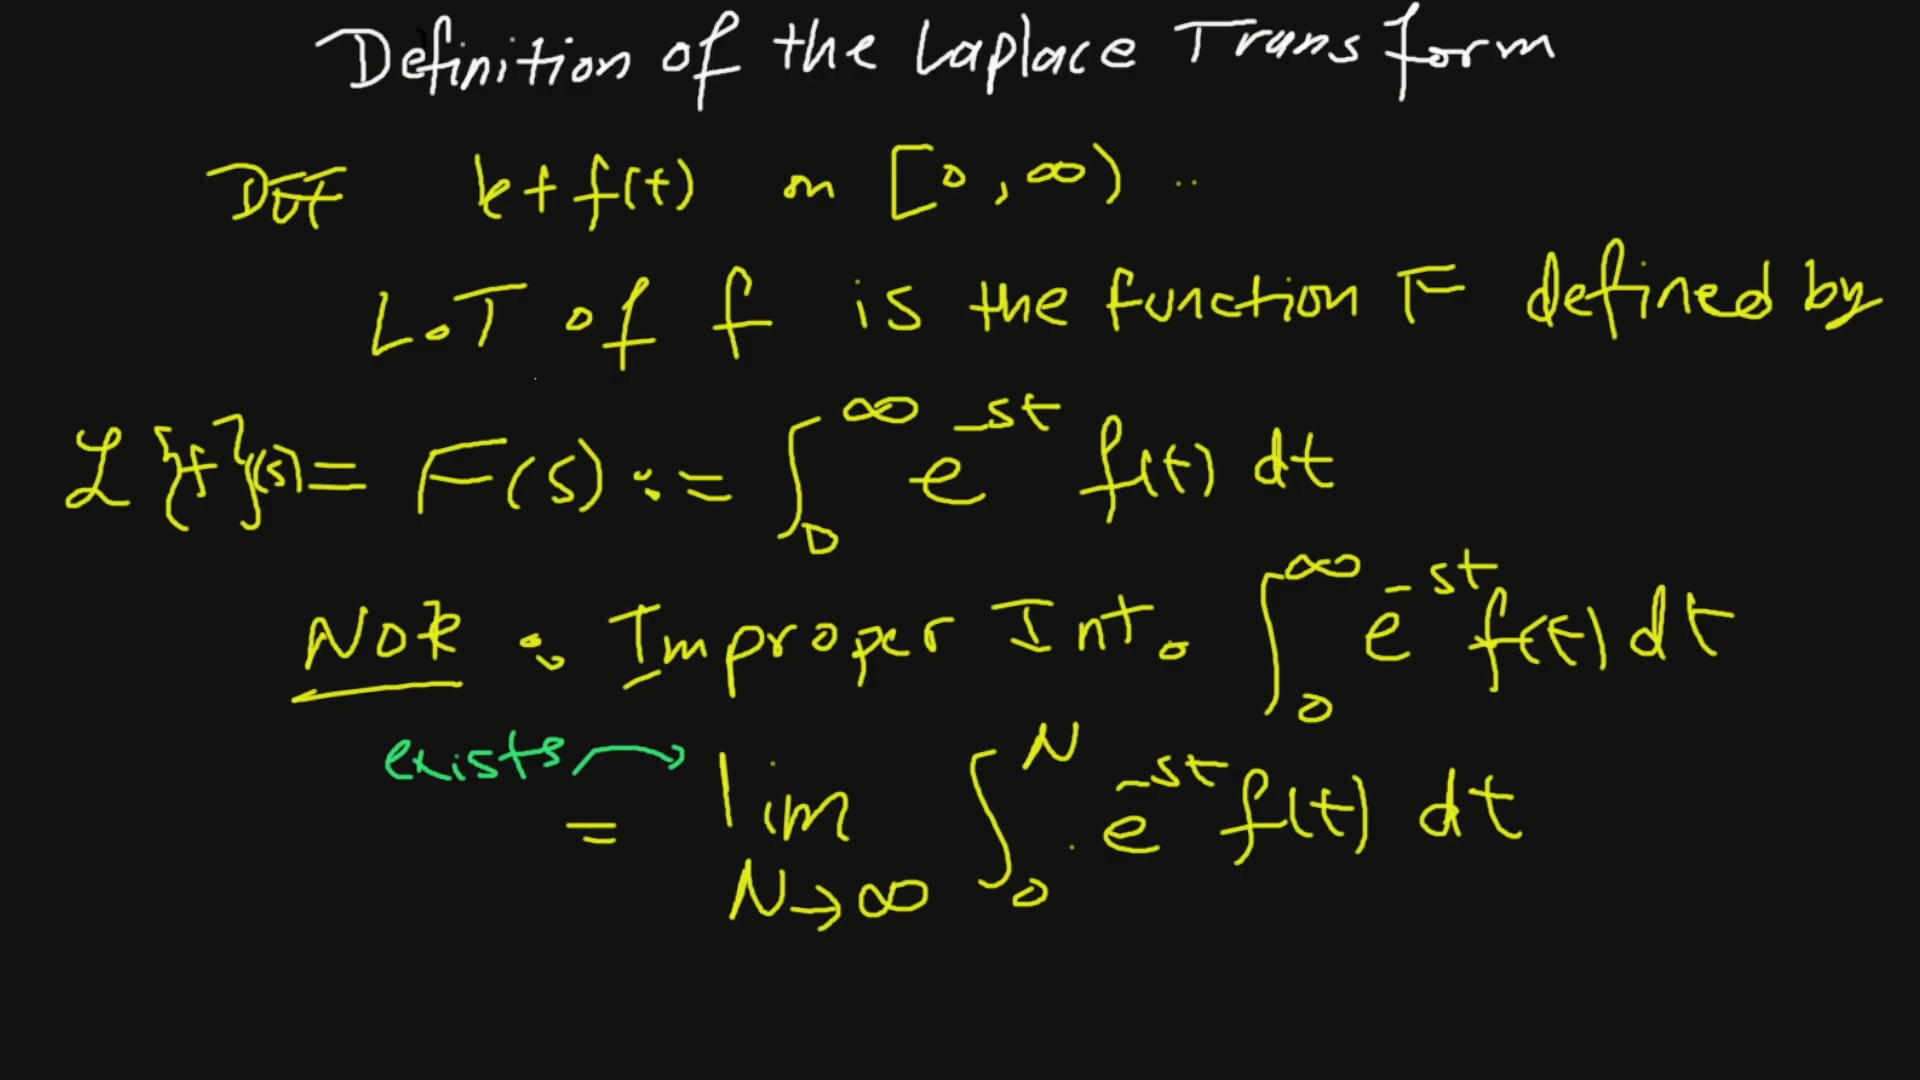 Definition of the Laplace Transform
Def let f(t) on [0, ∞) ..
L.T of f is the function F defined by
ℒ{f}(s) = F(s) := ∫₀^∞ e^{-st} f(t) dt
Note : Improper Int. ∫₀^∞ e^{-st} f(t) dt
exists
= lim_{N→∞} ∫₀^N e^{-st} f(t) dt